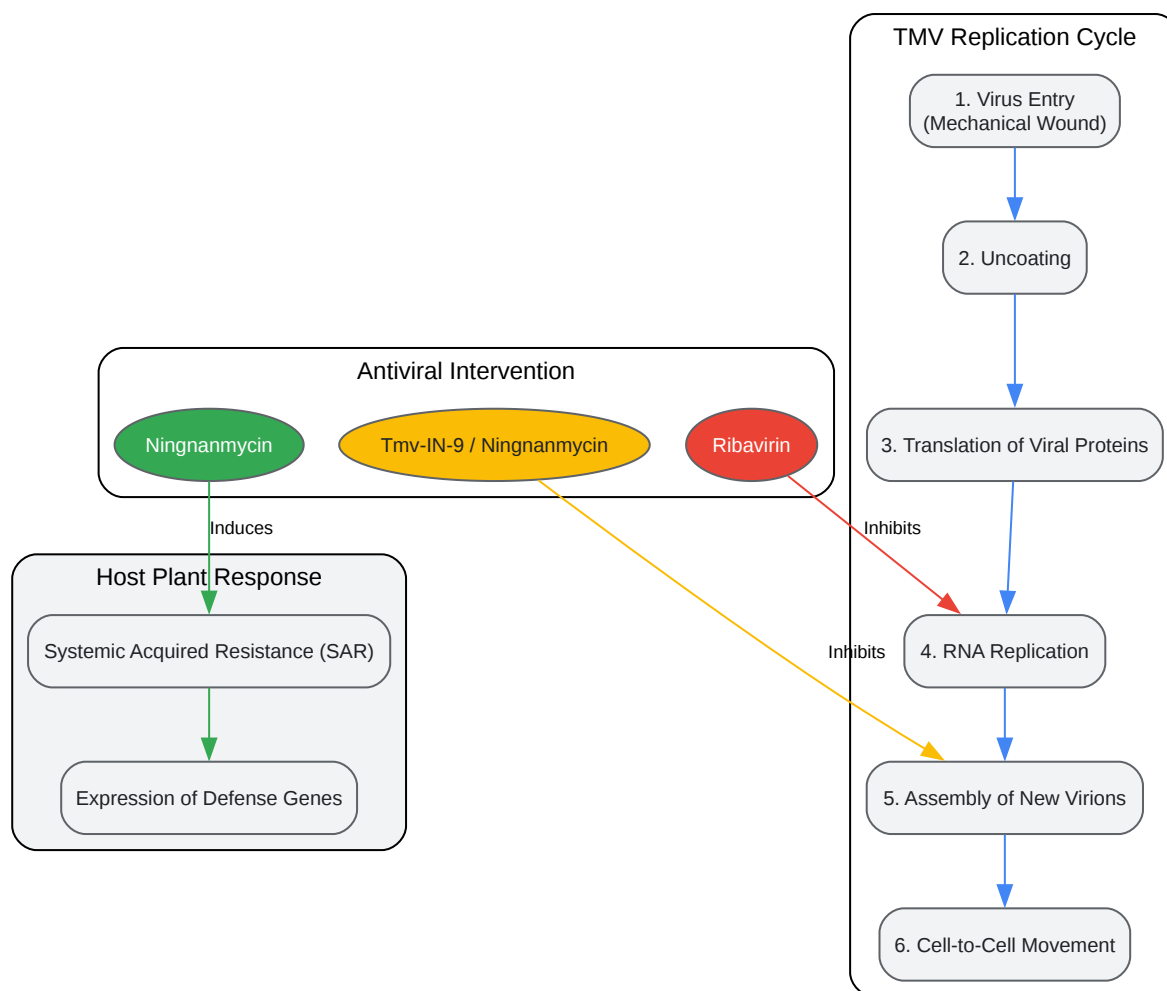 TMV Replication Cycle
1. Virus Entry
(Mechanical Wound)
2. Uncoating
3. Translation of Viral Proteins
4. RNA Replication
5. Assembly of New Virions
6. Cell-to-Cell Movement
Antiviral Intervention
Ningnanmycin
Tmv-IN-9 / Ningnanmycin
Ribavirin
Induces
Inhibits
Inhibits
Host Plant Response
Systemic Acquired Resistance (SAR)
Expression of Defense Genes